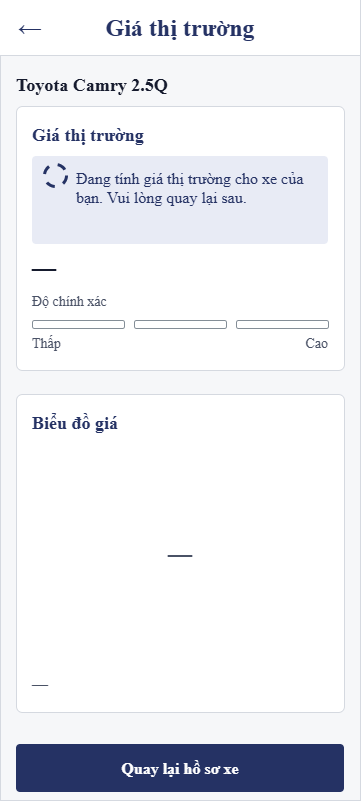 Giá thị trường
Toyota Camry 2.5Q
Giá thị trường
Đang tính giá thị trường cho xe của
bạn. Vui lòng quay lại sau.
—
Độ chính xác
Thấp Cao
Biểu đồ giá
—
—
Quay lại hồ sơ xe